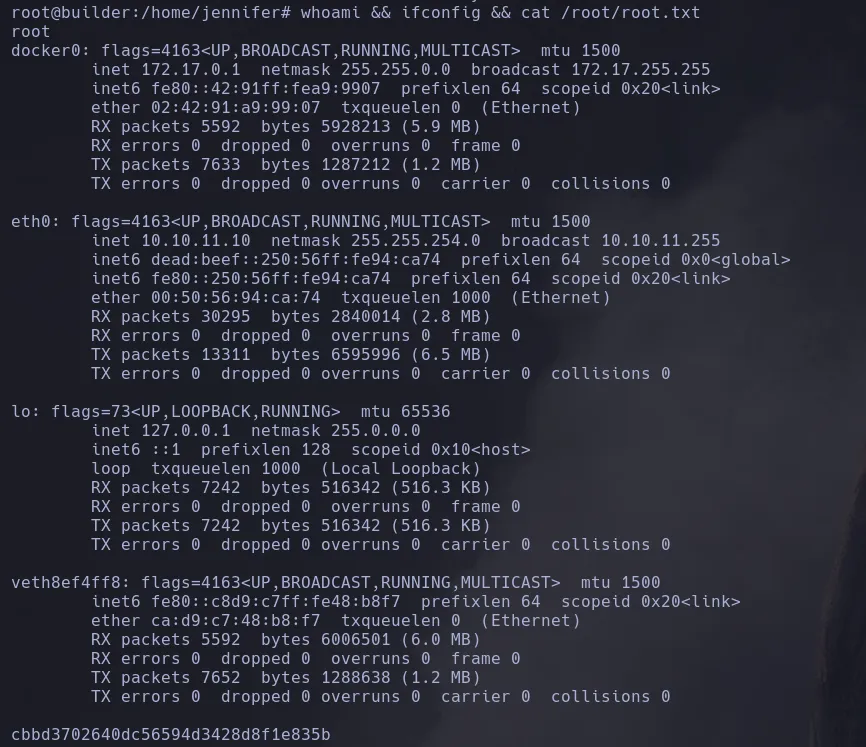 root@builder:/home/jennifer# whoami && ifconfig && cat /root/root.txt
root
docker0: flags=4163<UP,BROADCAST,RUNNING,MULTICAST>  mtu 1500
        inet 172.17.0.1  netmask 255.255.0.0  broadcast 172.17.255.255
        inet6 fe80::42:91ff:fea9:9907  prefixlen 64  scopeid 0x20<link>
        ether 02:42:91:a9:99:07  txqueuelen 0  (Ethernet)
        RX packets 5592  bytes 5928213 (5.9 MB)
        RX errors 0  dropped 0  overruns 0  frame 0
        TX packets 7633  bytes 1287212 (1.2 MB)
        TX errors 0  dropped 0 overruns 0  carrier 0  collisions 0

eth0: flags=4163<UP,BROADCAST,RUNNING,MULTICAST>  mtu 1500
        inet 10.10.11.10  netmask 255.255.254.0  broadcast 10.10.11.255
        inet6 dead:beef::250:56ff:fe94:ca74  prefixlen 64  scopeid 0x0<global>
        inet6 fe80::250:56ff:fe94:ca74  prefixlen 64  scopeid 0x20<link>
        ether 00:50:56:94:ca:74  txqueuelen 1000  (Ethernet)
        RX packets 30295  bytes 2840014 (2.8 MB)
        RX errors 0  dropped 0  overruns 0  frame 0
        TX packets 13311  bytes 6595996 (6.5 MB)
        TX errors 0  dropped 0 overruns 0  carrier 0  collisions 0

lo: flags=73<UP,LOOPBACK,RUNNING>  mtu 65536
        inet 127.0.0.1  netmask 255.0.0.0
        inet6 ::1  prefixlen 128  scopeid 0x10<host>
        loop  txqueuelen 1000  (Local Loopback)
        RX packets 7242  bytes 516342 (516.3 KB)
        RX errors 0  dropped 0  overruns 0  frame 0
        TX packets 7242  bytes 516342 (516.3 KB)
        TX errors 0  dropped 0 overruns 0  carrier 0  collisions 0

veth8ef4ff8: flags=4163<UP,BROADCAST,RUNNING,MULTICAST>  mtu 1500
        inet6 fe80::c8d9:c7ff:fe48:b8f7  prefixlen 64  scopeid 0x20<link>
        ether ca:d9:c7:48:b8:f7  txqueuelen 0  (Ethernet)
        RX packets 5592  bytes 6006501 (6.0 MB)
        RX errors 0  dropped 0  overruns 0  frame 0
        TX packets 7652  bytes 1288638 (1.2 MB)
        TX errors 0  dropped 0 overruns 0  carrier 0  collisions 0

cbbd3702640dc56594d3428d8f1e835b